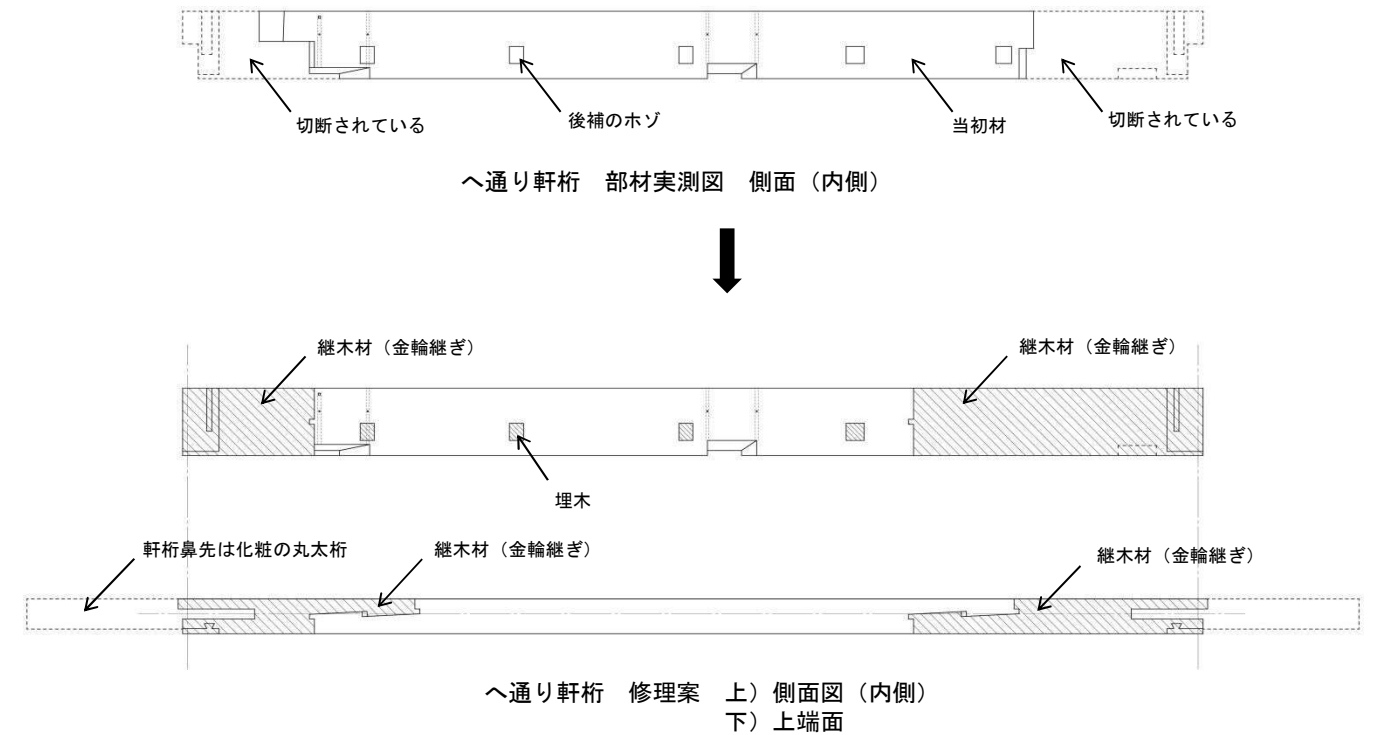 切断されている
後補のホゾ
当初材
切断されている
へ通り軒桁　部材実測図　側面（内側）
継木材（金輪継ぎ）
継木材（金輪継ぎ）
埋木
軒桁鼻先は化粧の丸太桁
継木材（金輪継ぎ）
継木材（金輪継ぎ）
へ通り軒桁　修理案　上）側面図（内側）
下）上端面